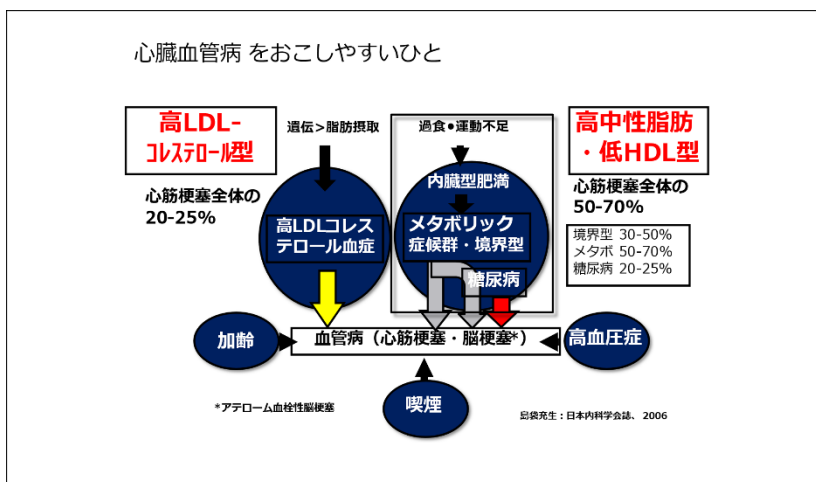 心臓血管病 をおこしやすいひと
高LDL-
ｺﾚｽﾃﾛｰﾙ型
遺伝>脂肪摂取
過食●運動不足
高中性脂肪
・低HDL型
心筋梗塞全体の
20-25%
内臓型肥満
心筋梗塞全体の
50-70%
高LDLコレス
テロール血症
メタボリック
症候群・境界型
境界型 30-50%
メタボ 50-70%
糖尿病 20-25%
糖尿病
加齢
血管病（心筋梗塞・脳梗塞*）
高血圧症
*アテローム血栓性脳梗塞
喫煙
島袋充生：日本内科学会誌、2006